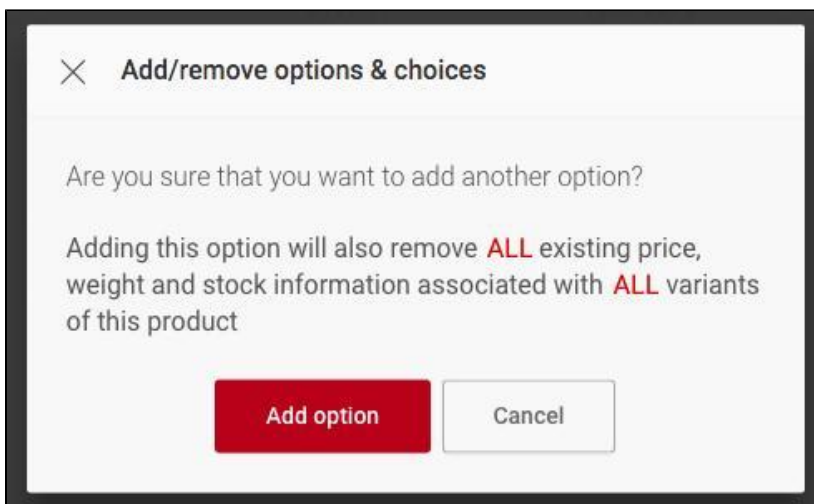 Add/remove options & choices
Are you sure that you want to add another option?
Adding this option will also remove ALL existing price,
weight and stock information associated with ALL variants
of this product
Add option
Cancel